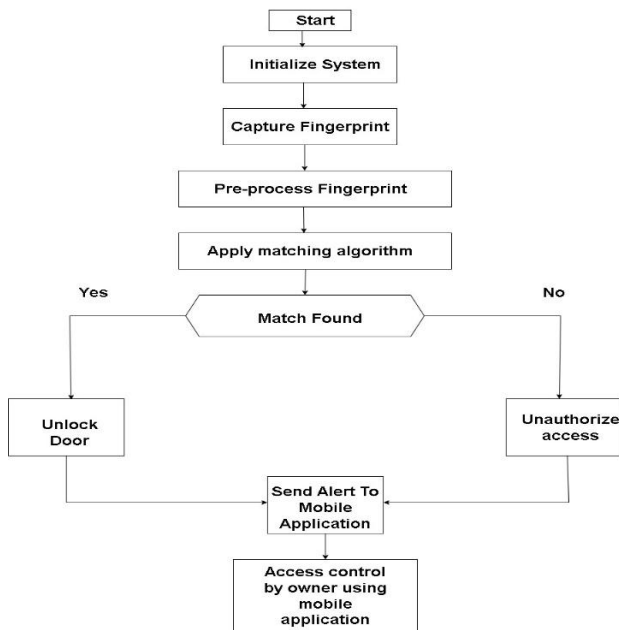 Start
Initialize System
Capture Fingerprint
Pre-process Fingerprint
Apply matching algorithm
Yes
No
Match Found
Unlock
Door
Unauthorize
access
Send Alert To
Mobile
Application
Access control
by owner using
mobile
application